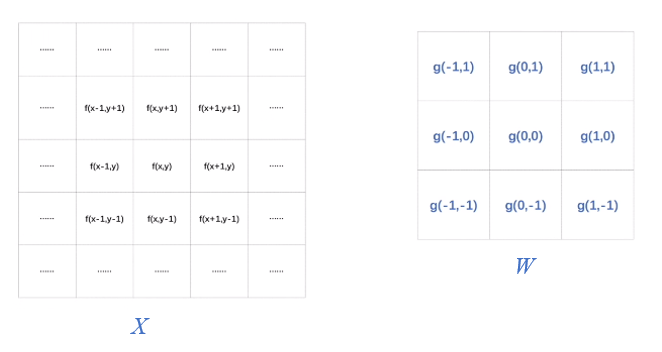 ...... ...... ...... ...... ......
...... f(x-1,y+1) f(x,y+1) f(x+1,y+1) ......
...... f(x-1,y) f(x,y) f(x+1,y) ......
...... f(x-1,y-1) f(x,y-1) f(x+1,y-1) ......
...... ...... ...... ...... ......
X
g(-1,1) g(0,1) g(1,1)
g(-1,0) g(0,0) g(1,0)
g(-1,-1) g(0,-1) g(1,-1)
W